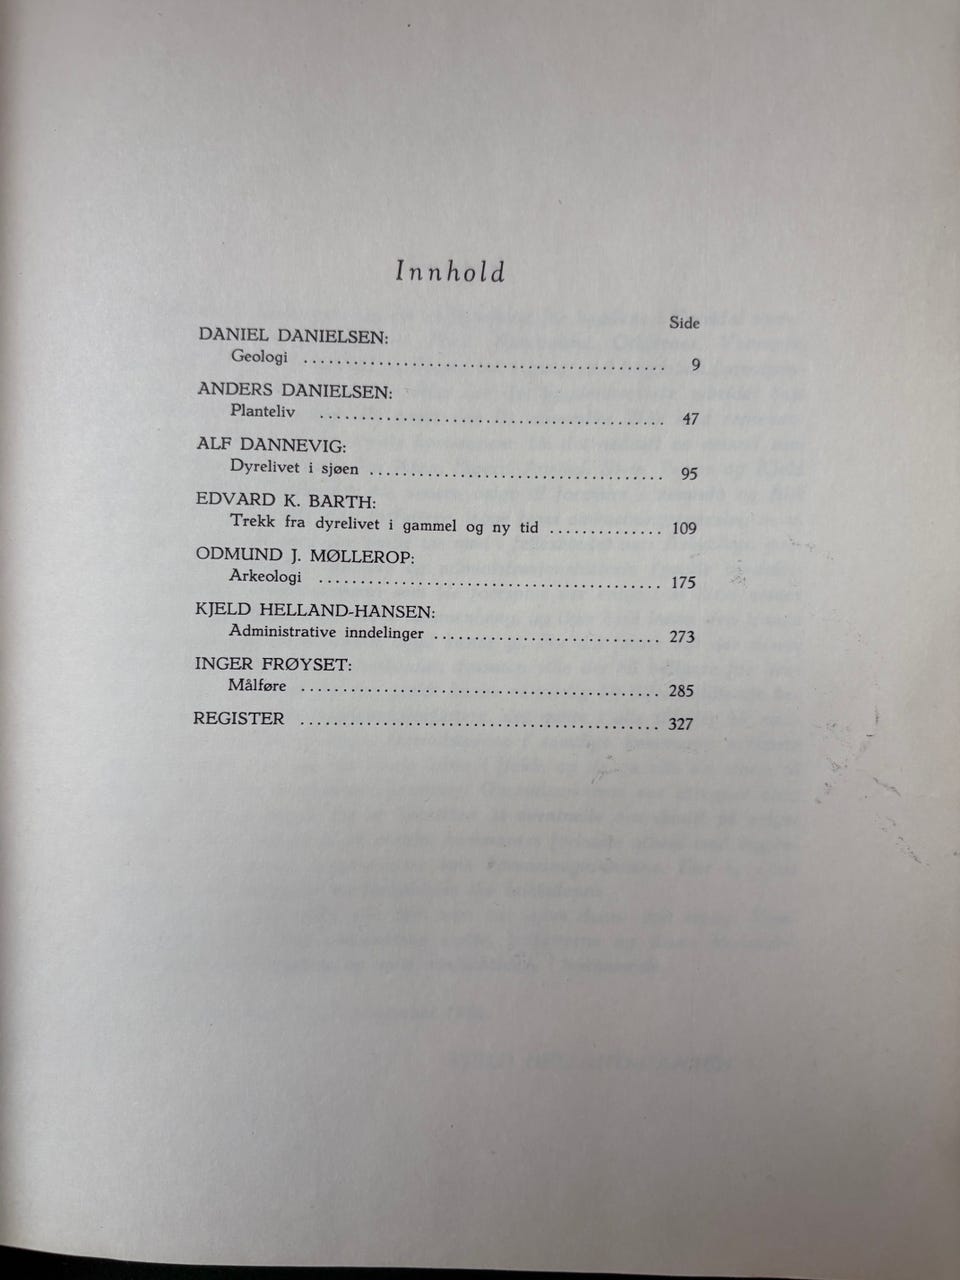 Innhold
Side
DANIEL DANIELSEN:
Geologi ........................................... 9
ANDERS DANIELSEN:
Planteliv ......................................... 47
ALF DANNEVIG:
Dyrelivet i sjøen ................................... 95
EDVARD K. BARTH:
Trekk fra dyrelivet i gammel og ny tid .............. 109
ODMUND J. MØLLEROP:
Arkeologi ......................................... 175
KJELD HELLAND-HANSEN:
Administrative inndelinger ........................... 273
INGER FRØYSET:
Målføre ........................................... 285
REGISTER ........................................... 327